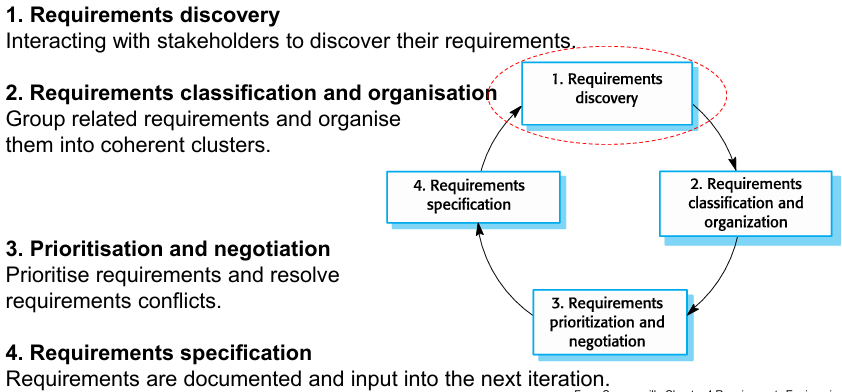 1. Requirements discovery
Interacting with stakeholders to discover their requirements.
2. Requirements classification and organisation
Group related requirements and organise
them into coherent clusters.
3. Prioritisation and negotiation
Prioritise requirements and resolve
requirements conflicts.
4. Requirements specification
Requirements are documented and input into the next iteration.
1. Requirements
discovery
2. Requirements
classification and
organization
3. Requirements
prioritization and
negotiation
4. Requirements
specification